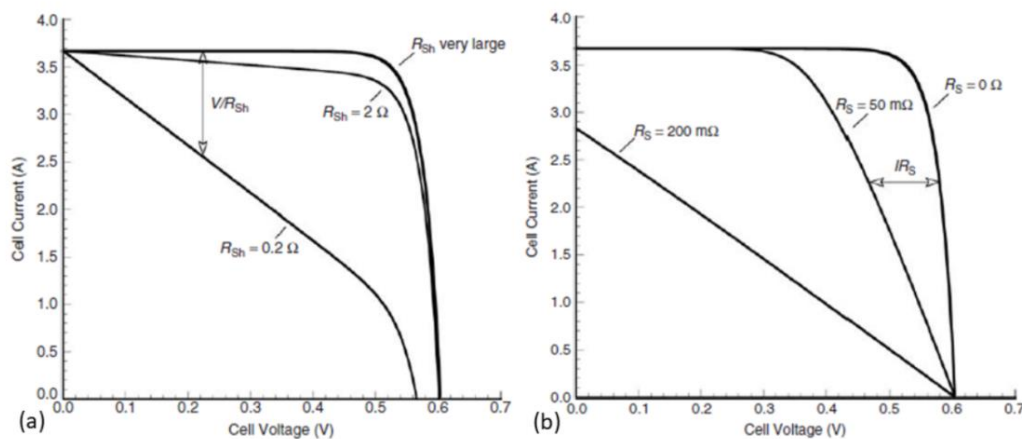 4.0
3.5
3.0
2.5
2.0
1.5
1.0
0.5
0.0
Cell Current (A)
R_Sh very large
V/R_Sh
R_Sh = 2 Ω
R_Sh = 0.2 Ω
0.0 0.1 0.2 0.3 0.4 0.5 0.6 0.7
Cell Voltage (V)
(a)
4.0
3.5
3.0
2.5
2.0
1.5
1.0
0.5
0.0
Cell Current (A)
R_S = 0 Ω
R_S = 50 mΩ
R_S = 200 mΩ
IR_S
0.0 0.1 0.2 0.3 0.4 0.5 0.6 0.7
Cell Voltage (V)
(b)